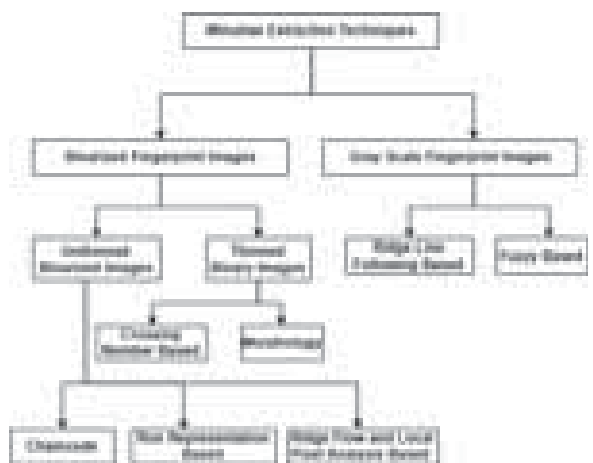 Minutiae Extraction Techniques
Binarized Fingerprint Images
Gray Scale Fingerprint Images
Unthinned
Binarized Images
Thinned
Binary Images
Ridge Line
Following Based
Fuzzy Based
Crossing
Number Based
Morphology
Chaincode
Run Representation
Based
Ridge Flow and Local
Pixel Analysis Based